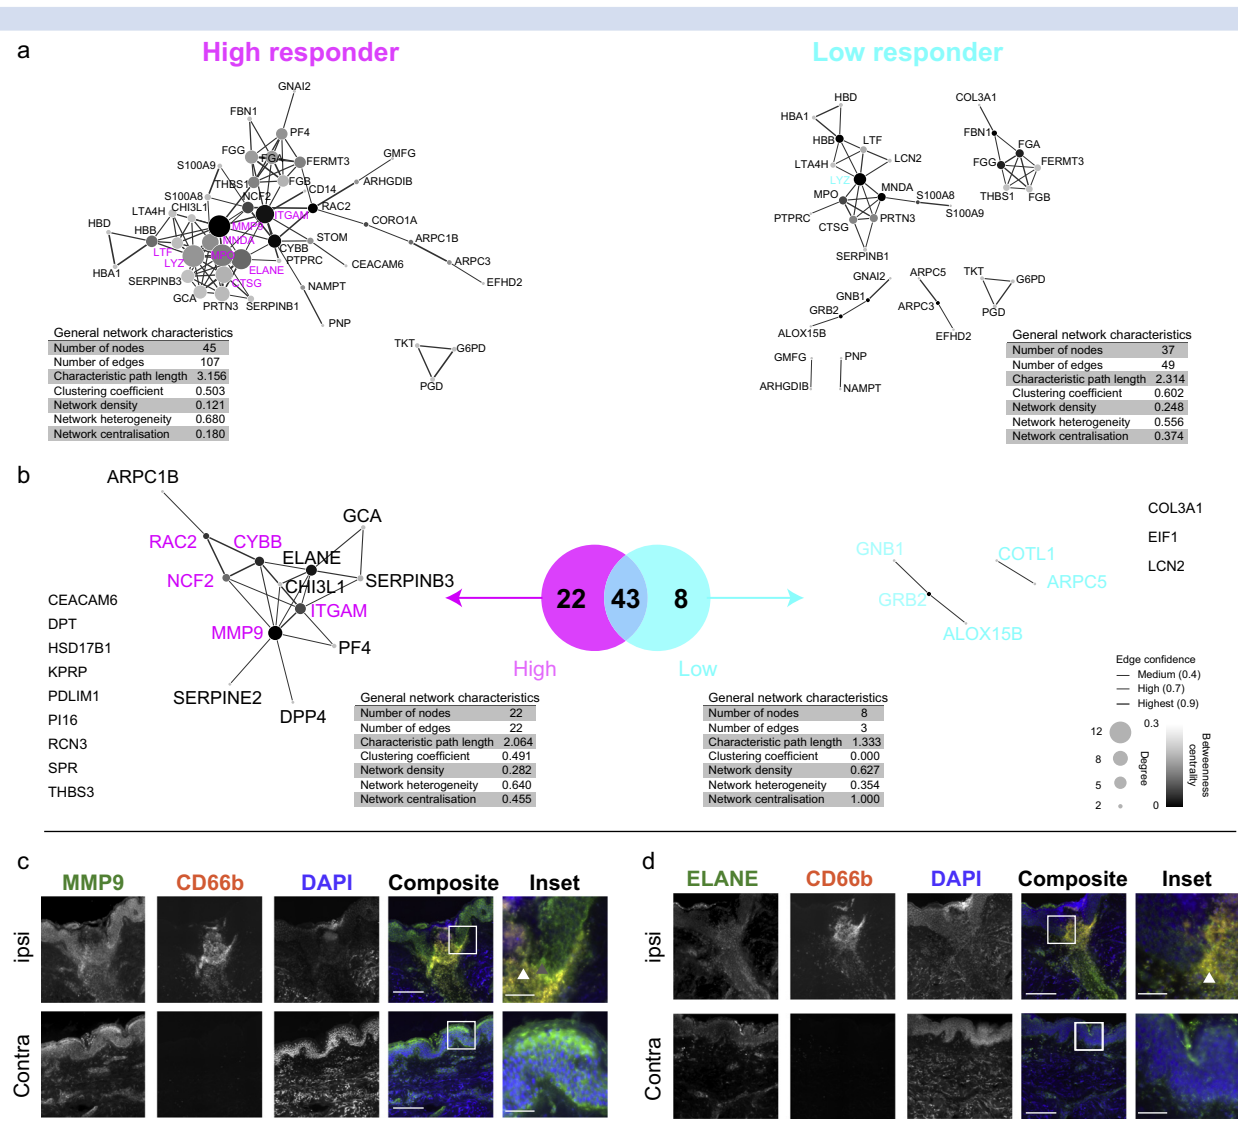 a
High responder
Low responder
GNAI2
FBN1
PF4
FGG
FGA
FERMT3
GMFG
S100A9
THBS1
FGB
CD14
ARHGDIB
S100A8
NCF2
RAC2
LTA4H
CHI3L1
ITGAM
CORO1A
HBD
HBB
MMP9
MNDA
CYBB
STOM
ARPC1B
LTF
LYZ
MPO
PTPRC
CEACAM6
ARPC3
HBA1
ELANE
SERPINB3
CTSG
NAMPT
EFHD2
GCA
PRTN3
SERPINB1
PNP
TKT
G6PD
PGD
General network characteristics
Number of nodes 45
Number of edges 107
Characteristic path length 3.156
Clustering coefficient 0.503
Network density 0.121
Network heterogeneity 0.680
Network centralisation 0.180
HBD
HBA1
HBB
LTF
LTA4H
LCN2
LYZ
MPO
MNDA
S100A8
S100A9
PTPRC
CTSG
PRTN3
SERPINB1
COL3A1
FBN1
FGA
FGG
FERMT3
THBS1
FGB
GNAI2
GNB1
GRB2
ALOX15B
ARPC5
ARPC3
EFHD2
TKT
G6PD
PGD
GMFG
ARHGDIB
PNP
NAMPT
General network characteristics
Number of nodes 37
Number of edges 49
Characteristic path length 2.314
Clustering coefficient 0.602
Network density 0.248
Network heterogeneity 0.556
Network centralisation 0.374
b
ARPC1B
GCA
RAC2
CYBB
ELANE
NCF2
CHI3L1
SERPINB3
ITGAM
MMP9
PF4
SERPINE2
DPP4
CEACAM6
DPT
HSD17B1
KPRP
PDLIM1
PI16
RCN3
SPR
THBS3
22 43 8
High
Low
GNB1
COTL1
ARPC5
GRB2
ALOX15B
COL3A1
EIF1
LCN2
General network characteristics
Number of nodes 22
Number of edges 22
Characteristic path length 2.064
Clustering coefficient 0.491
Network density 0.282
Network heterogeneity 0.640
Network centralisation 0.455
General network characteristics
Number of nodes 8
Number of edges 3
Characteristic path length 1.333
Clustering coefficient 0.000
Network density 0.627
Network heterogeneity 0.354
Network centralisation 1.000
Edge confidence
Medium (0.4)
High (0.7)
Highest (0.9)
12
8
5
2
Degree
0.3
0
Betweenness
centrality
c
MMP9 CD66b DAPI Composite Inset
ipsi
Contra
d
ELANE CD66b DAPI Composite Inset
ipsi
Contra